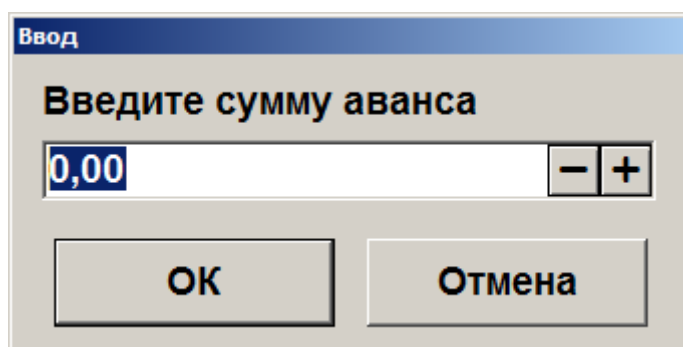 Ввод
Введите сумму аванса
0,00 − +
ОК Отмена